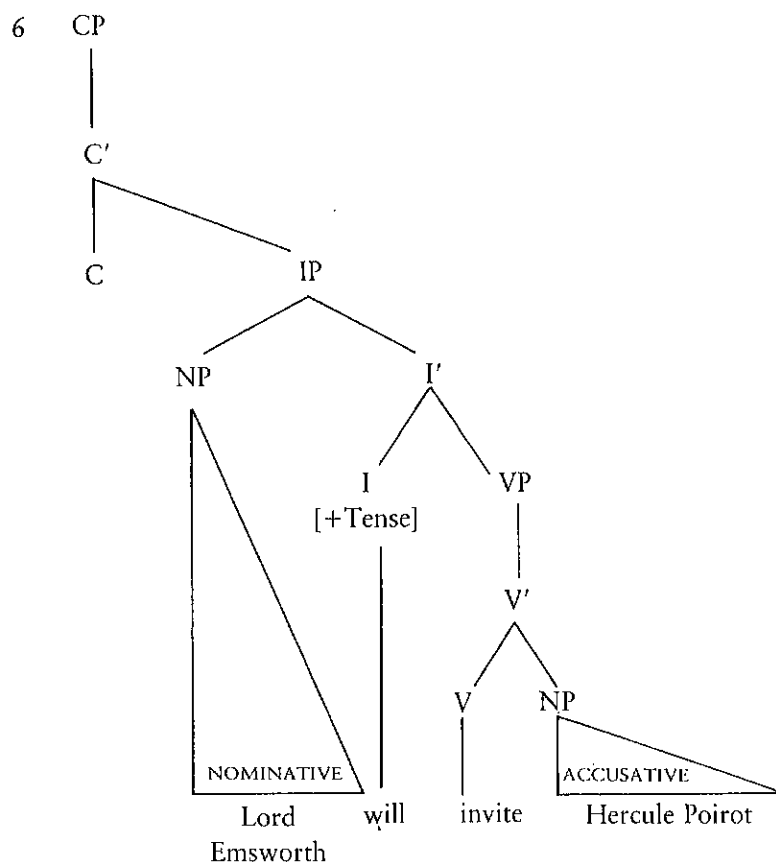 6 CP
C'
C IP
NP I'
I VP
[+Tense]
V'
V NP
NOMINATIVE ACCUSATIVE
Lord will invite Hercule Poirot
Emsworth